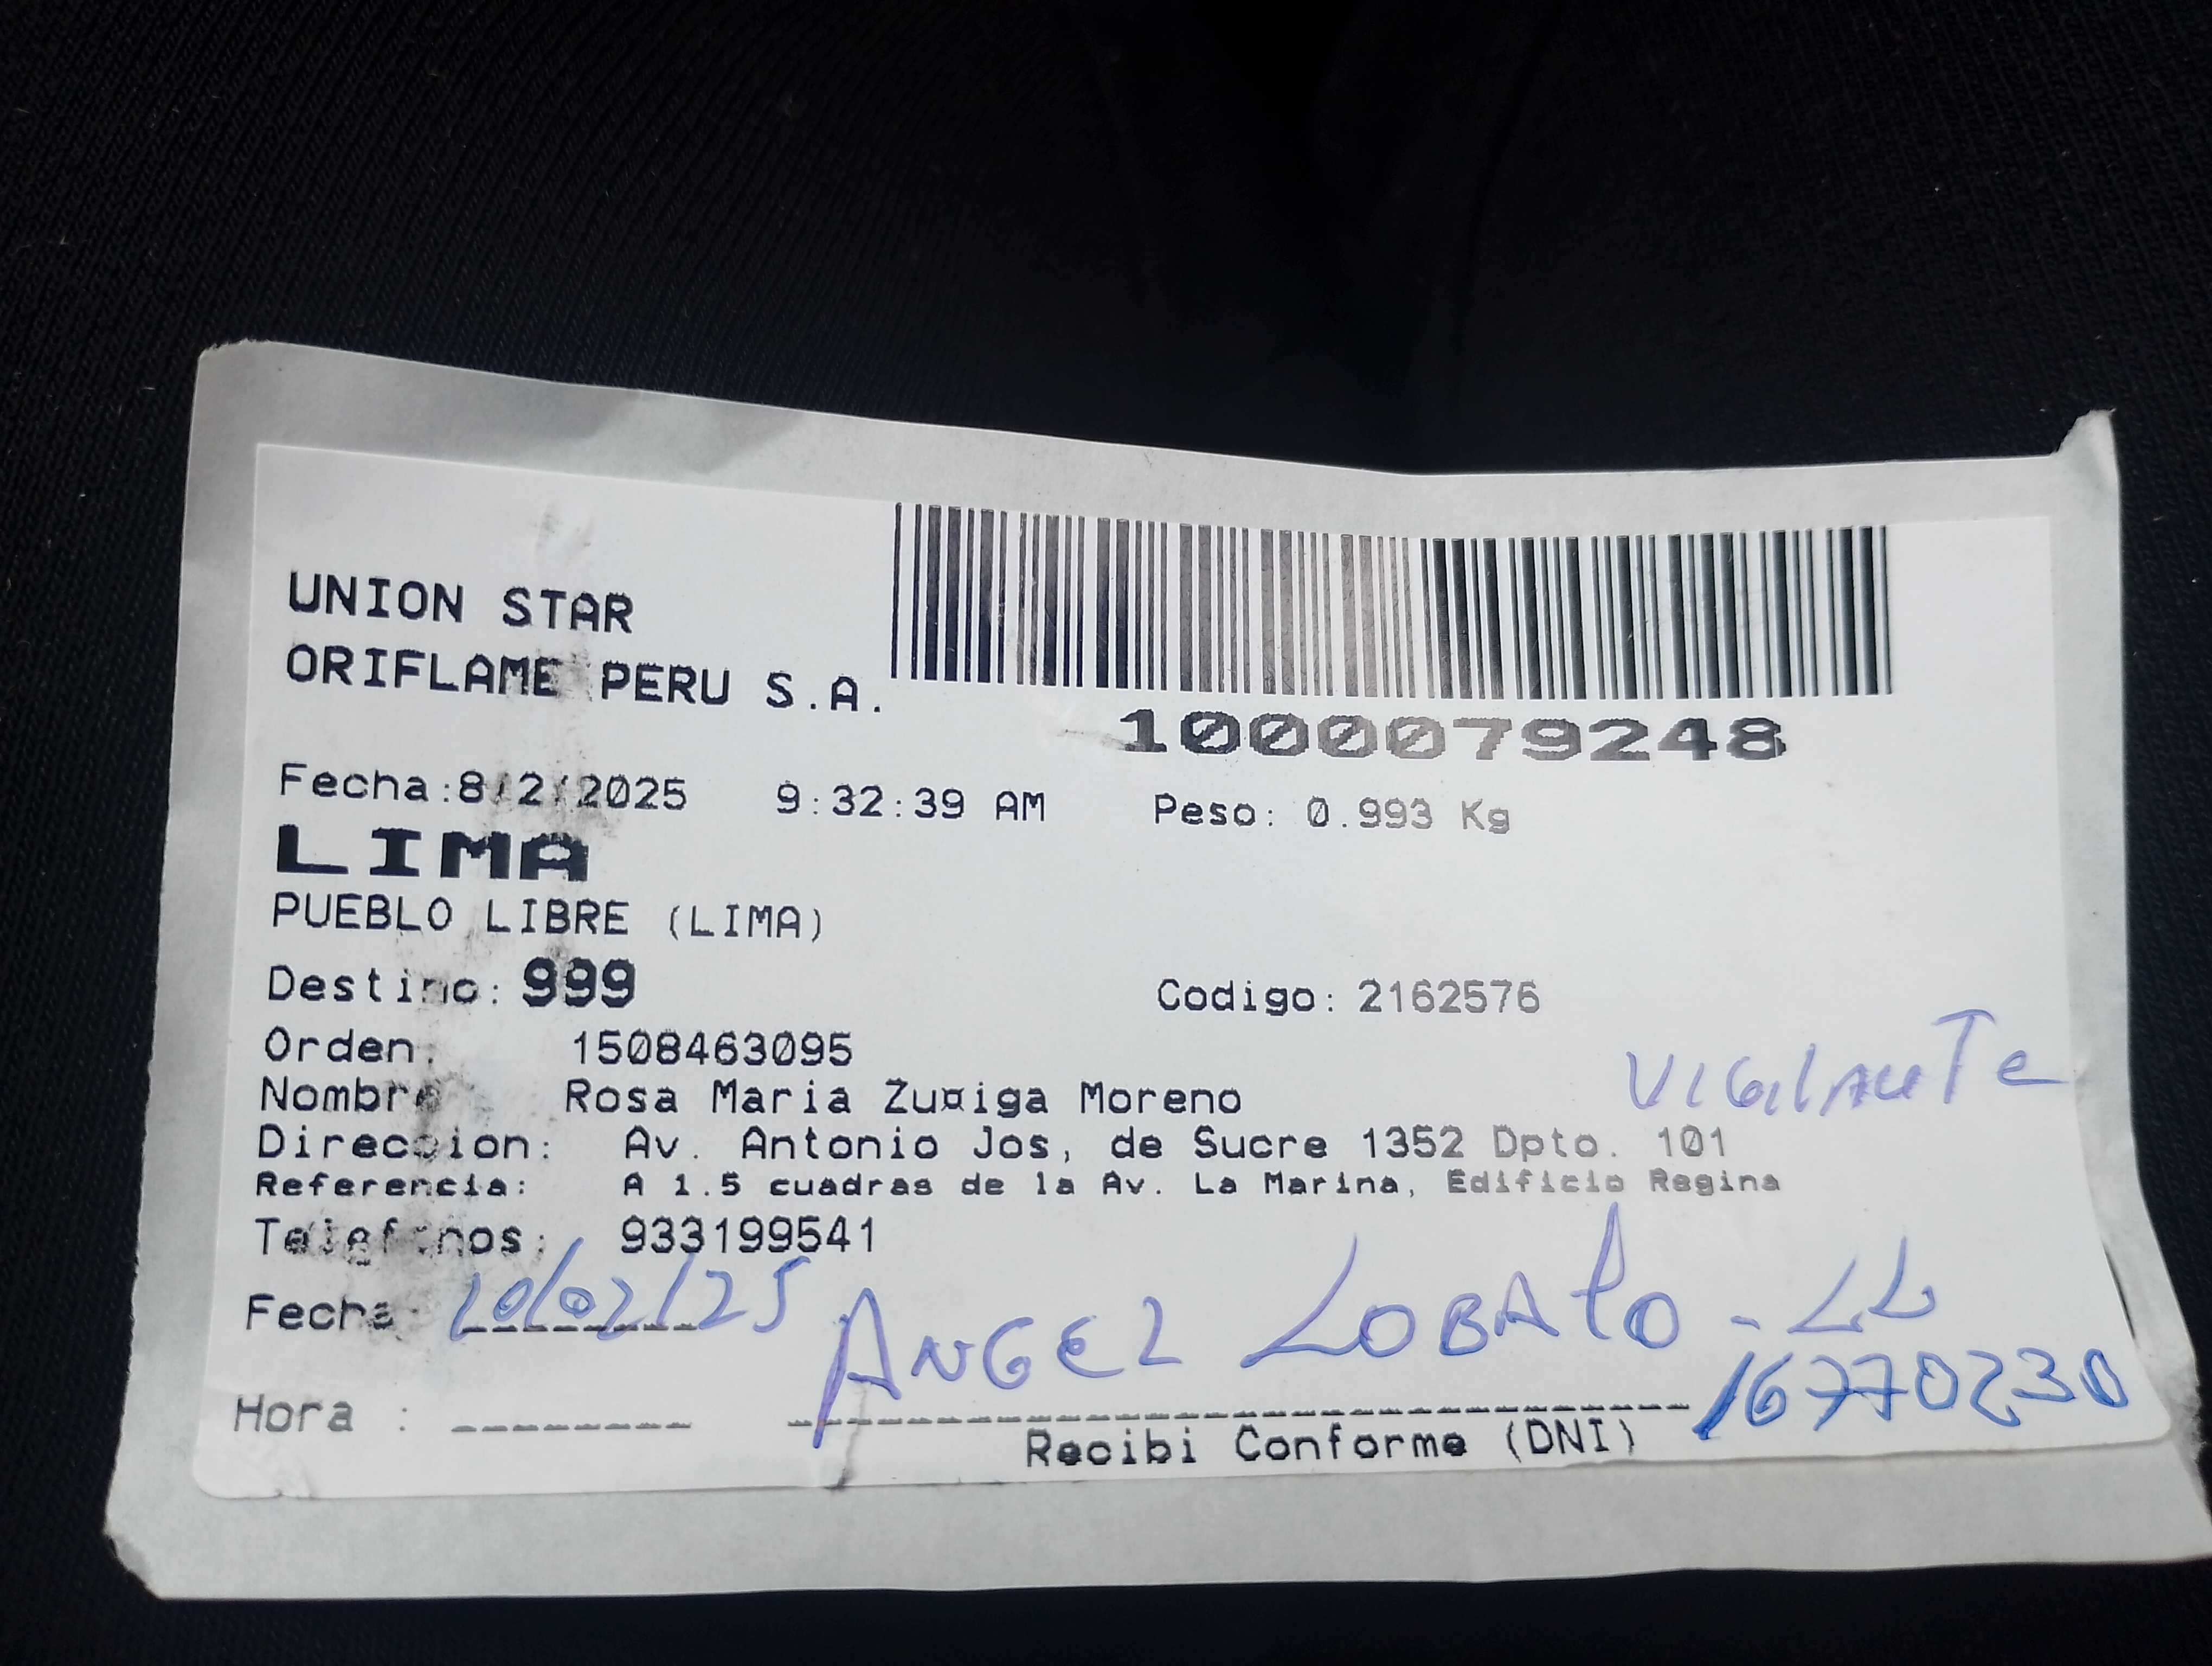 UNION STAR
ORIFLAME PERU S.A.
1000079248
Fecha:8/2/2025 9:32:39 AM Peso: 0.993 Kg
LIMA
PUEBLO LIBRE (LIMA)
Destino: 999 Codigo: 2162576
Orden. 1508463095
VIGILANTE
Nombre Rosa Maria Zu¤iga Moreno
Direccion: Av. Antonio Jos, de Sucre 1352 Dpto. 101
Referencia: A 1.5 cuadras de la Av. La Marina, Edificio Regina
Telefonos: 933199541
Fecha: 10/02/25 ANGEL LOBATO - LL
16770230
Hora : --------
Recibi Conforme (DNI)